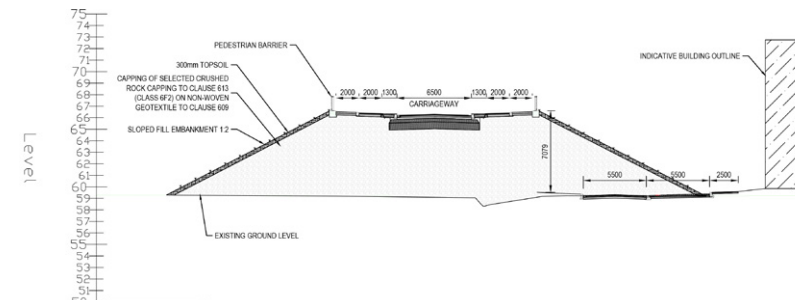 75
74
73
72
71
70
69
68
67
66
65
64
63
62
61
60
59
58
57
56
55
54
53
52
51
Level
PEDESTRIAN BARRIER
300mm TOPSOIL
CAPPING OF SELECTED CRUSHED
ROCK CAPPING TO CLAUSE 613
(CLASS 6F2) ON NON-WOVEN
GEOTEXTILE TO CLAUSE 609
SLOPED FILL EMBANKMENT 1:2
2000 2000 1300 6500 1300 2000 2000
CARRIAGEWAY
INDICATIVE BUILDING OUTLINE
7079
5500 5500 2500
EXISTING GROUND LEVEL